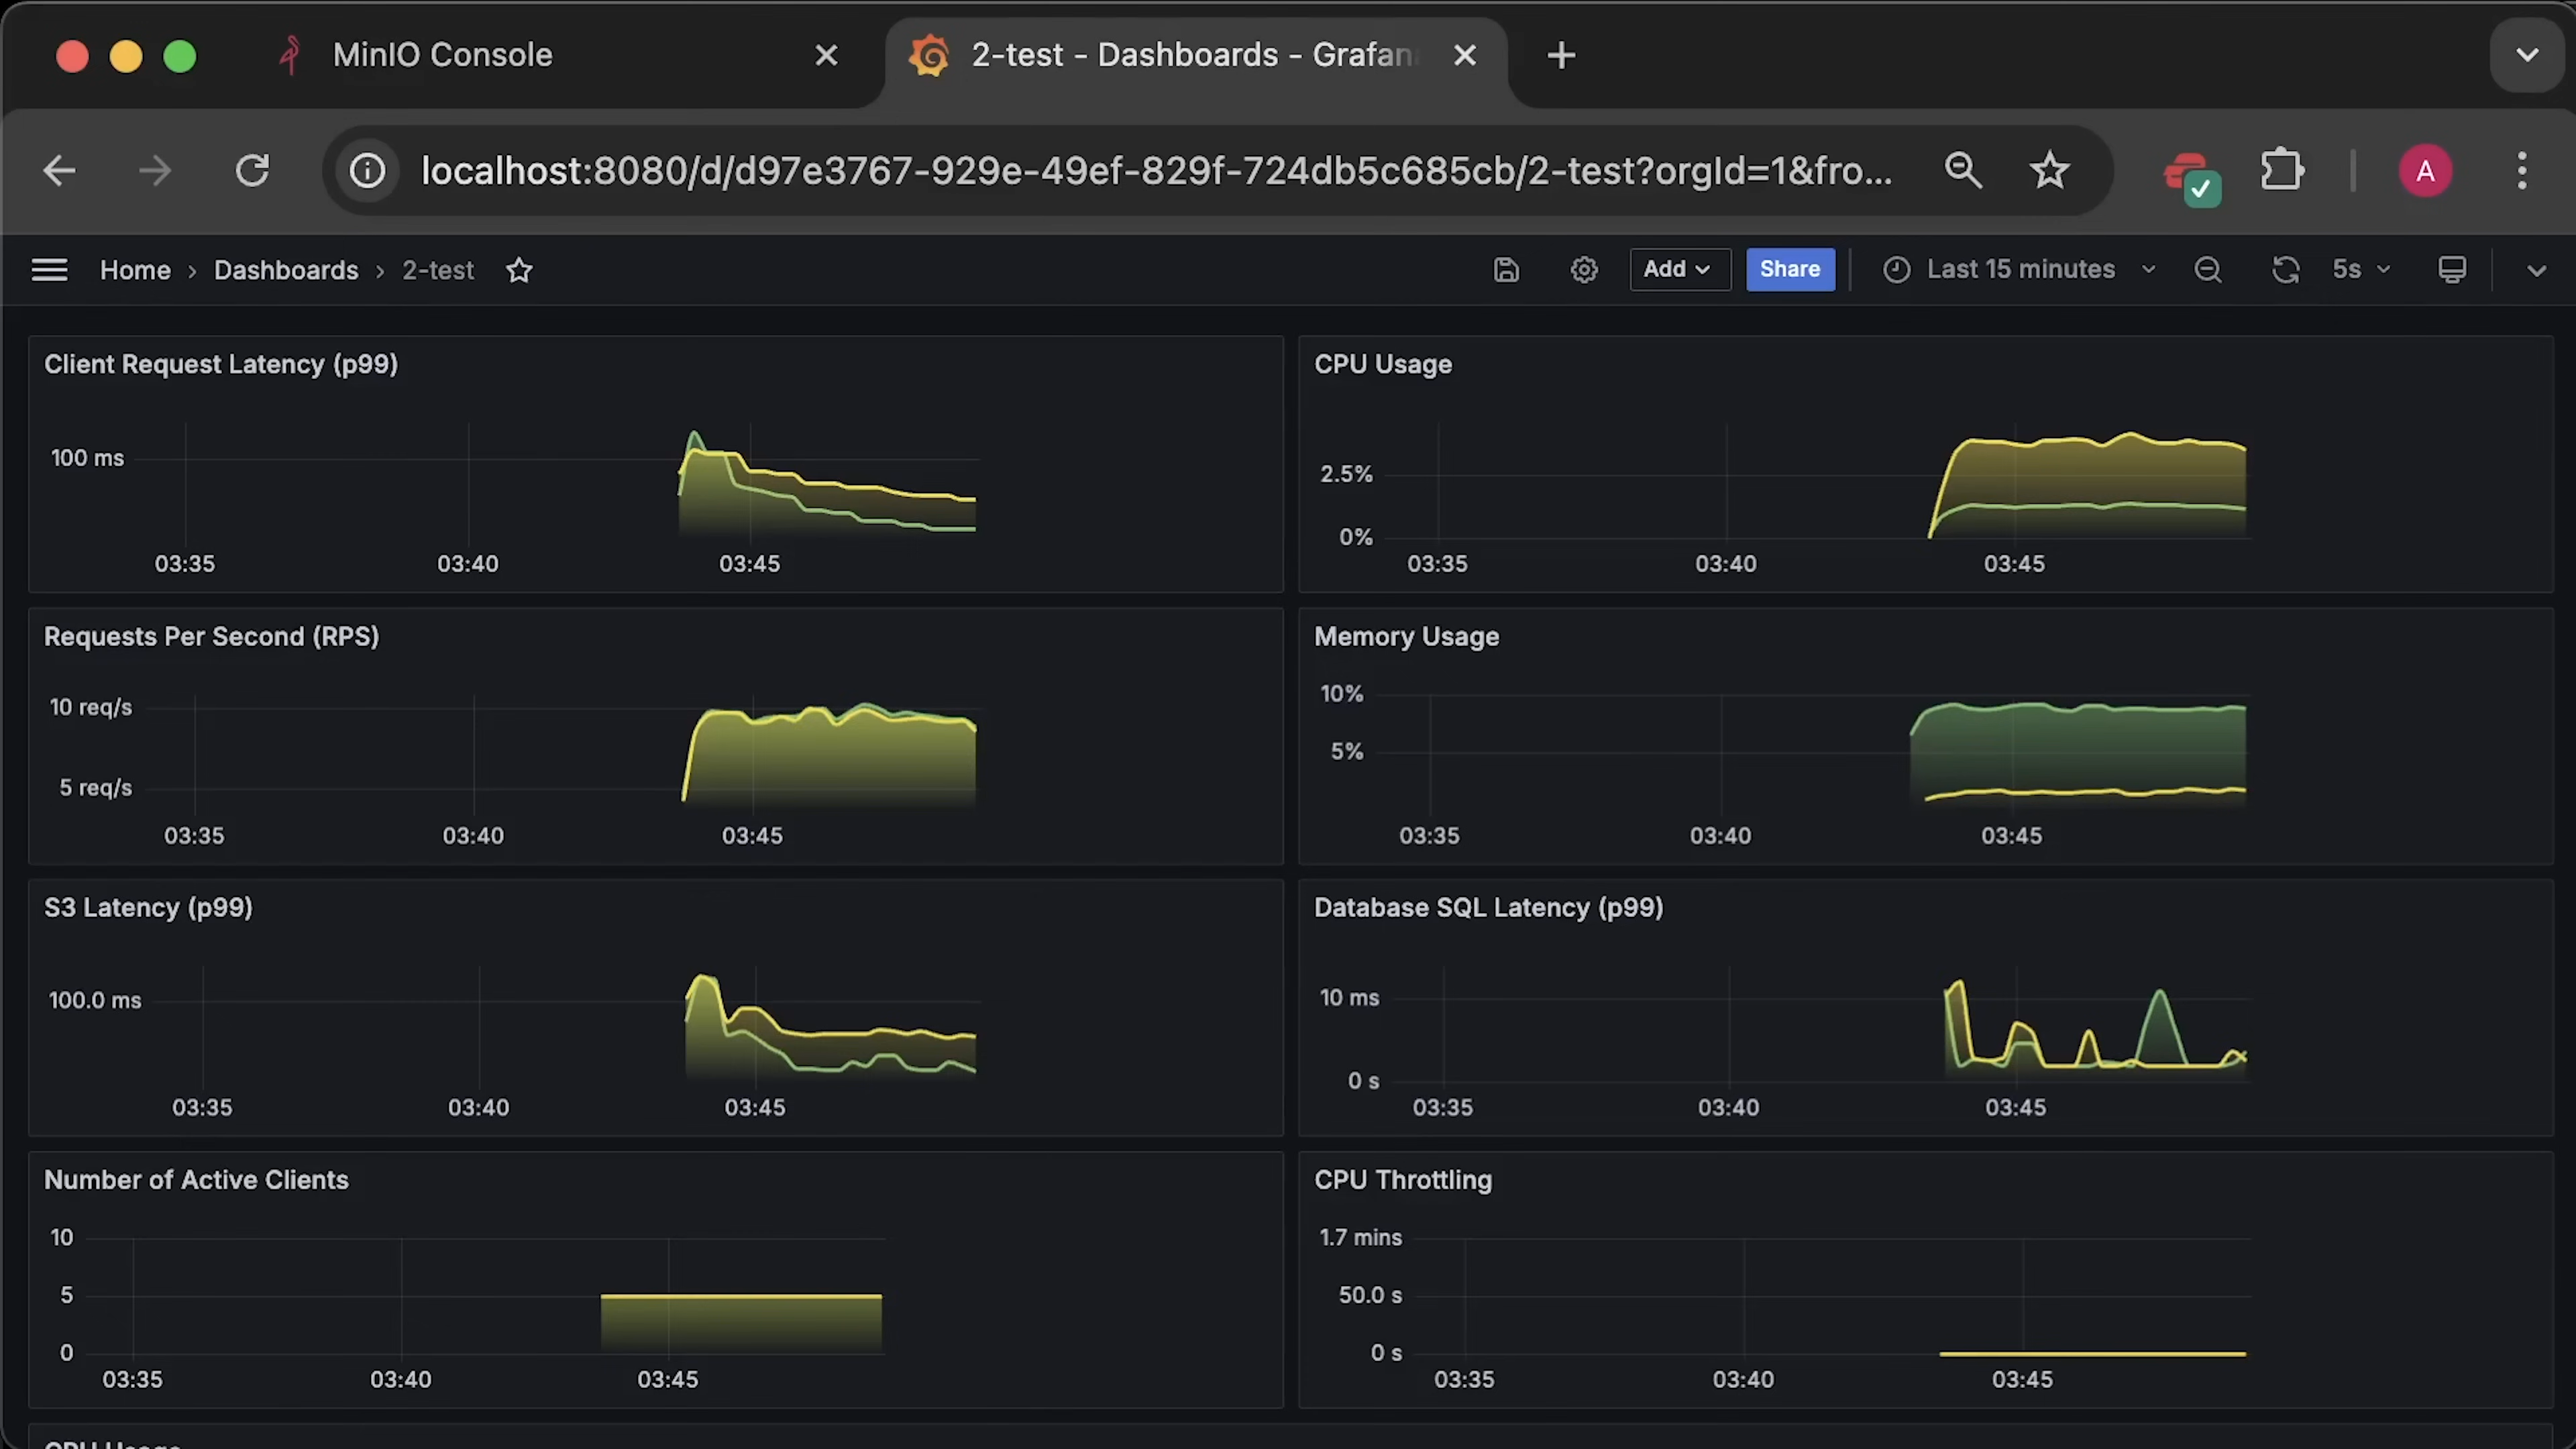 MinIO Console
2-test - Dashboards - Grafan
localhost:8080/d/d97e3767-929e-49ef-829f-724db5c685cb/2-test?orgId=1&fro...
A
Home › Dashboards › 2-test
Add
Share
Last 15 minutes
5s
Client Request Latency (p99)
100 ms
03:35 03:40 03:45
CPU Usage
2.5%
0%
03:35 03:40 03:45
Requests Per Second (RPS)
10 req/s
5 req/s
03:35 03:40 03:45
Memory Usage
10%
5%
03:35 03:40 03:45
S3 Latency (p99)
100.0 ms
03:35 03:40 03:45
Database SQL Latency (p99)
10 ms
0 s
03:35 03:40 03:45
Number of Active Clients
10
5
0
03:35 03:40 03:45
CPU Throttling
1.7 mins
50.0 s
0 s
03:35 03:40 03:45